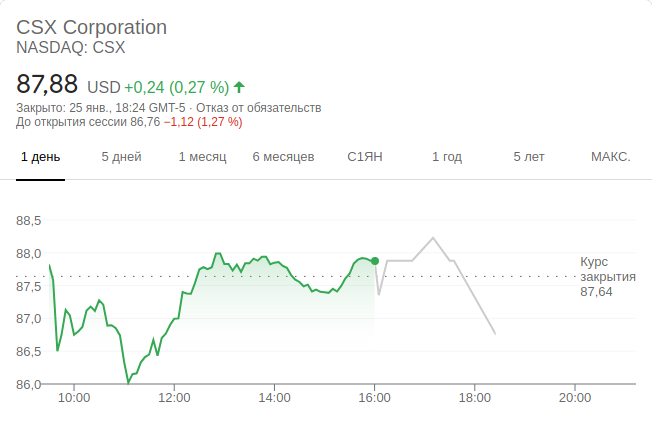 CSX Corporation
NASDAQ: CSX
87,88 USD +0,24 (0,27 %)
Закрыто: 25 янв., 18:24 GMT-5 · Отказ от обязательств
До открытия сессии 86,76 −1,12 (1,27 %)
1 день 5 дней 1 месяц 6 месяцев С1ЯН 1 год 5 лет МАКС.
88,5
88,0
87,5
87,0
86,5
86,0
Курс
закрытия
87,64
10:00 12:00 14:00 16:00 18:00 20:00